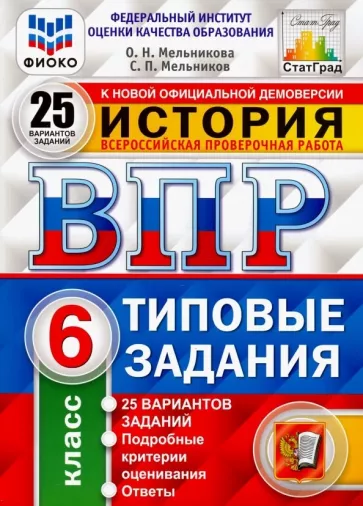 ФЕДЕРАЛЬНЫЙ ИНСТИТУТ
ОЦЕНКИ КАЧЕСТВА ОБРАЗОВАНИЯ
ФИОКО
О. Н. Мельникова
С. П. Мельников
СтатГрад
СтатГрад
25
ВАРИАНТОВ
ЗАДАНИЙ
К НОВОЙ ОФИЦИАЛЬНОЙ ДЕМОВЕРСИИ
ИСТОРИЯ
ВСЕРОССИЙСКАЯ ПРОВЕРОЧНАЯ РАБОТА
ВПР
6
класс
ТИПОВЫЕ
ЗАДАНИЯ
• 25 ВАРИАНТОВ
ЗАДАНИЙ
• Подробные
критерии
оценивания
• Ответы